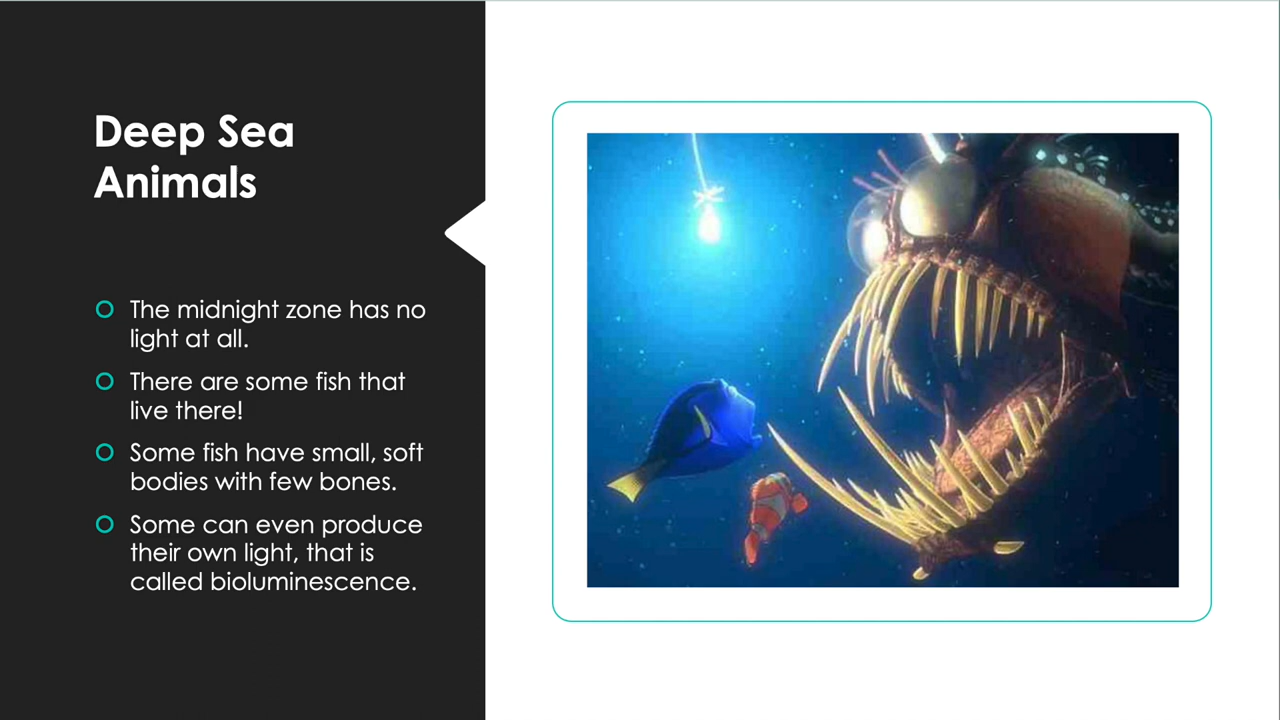 Deep Sea
Animals
The midnight zone has no
light at all.
There are some fish that
live there!
Some fish have small, soft
bodies with few bones.
Some can even produce
their own light, that is
called bioluminescence.